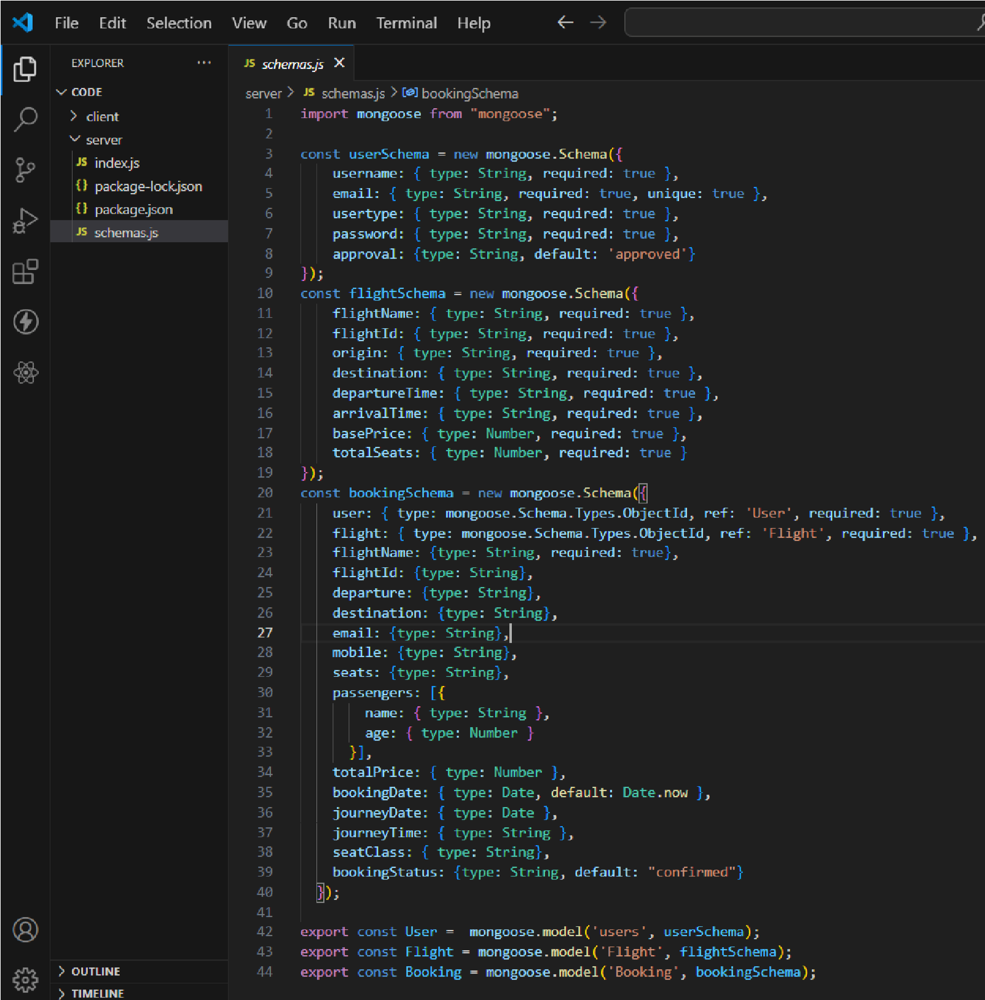 File Edit Selection View Go Run Terminal Help
EXPLORER ···
JS schemas.js ×
CODE
client
server
JS index.js
{} package-lock.json
{} package.json
JS schemas.js
OUTLINE
TIMELINE
server > JS schemas.js > bookingSchema
1 import mongoose from "mongoose";
2
3 const userSchema = new mongoose.Schema({
4     username: { type: String, required: true },
5     email: { type: String, required: true, unique: true },
6     usertype: { type: String, required: true },
7     password: { type: String, required: true },
8     approval: {type: String, default: 'approved'}
9 });
10 const flightSchema = new mongoose.Schema({
11     flightName: { type: String, required: true },
12     flightId: { type: String, required: true },
13     origin: { type: String, required: true },
14     destination: { type: String, required: true },
15     departureTime: { type: String, required: true },
16     arrivalTime: { type: String, required: true },
17     basePrice: { type: Number, required: true },
18     totalSeats: { type: Number, required: true }
19 });
20 const bookingSchema = new mongoose.Schema({
21     user: { type: mongoose.Schema.Types.ObjectId, ref: 'User', required: true },
22     flight: { type: mongoose.Schema.Types.ObjectId, ref: 'Flight', required: true },
23     flightName: {type: String, required: true},
24     flightId: {type: String},
25     departure: {type: String},
26     destination: {type: String},
27     email: {type: String},
28     mobile: {type: String},
29     seats: {type: String},
30     passengers: [{
31         name: { type: String },
32         age: { type: Number }
33       }],
34     totalPrice: { type: Number },
35     bookingDate: { type: Date, default: Date.now },
36     journeyDate: { type: Date },
37     journeyTime: { type: String },
38     seatClass: { type: String},
39     bookingStatus: {type: String, default: "confirmed"}
40   });
41
42 export const User =  mongoose.model('users', userSchema);
43 export const Flight = mongoose.model('Flight', flightSchema);
44 export const Booking = mongoose.model('Booking', bookingSchema);